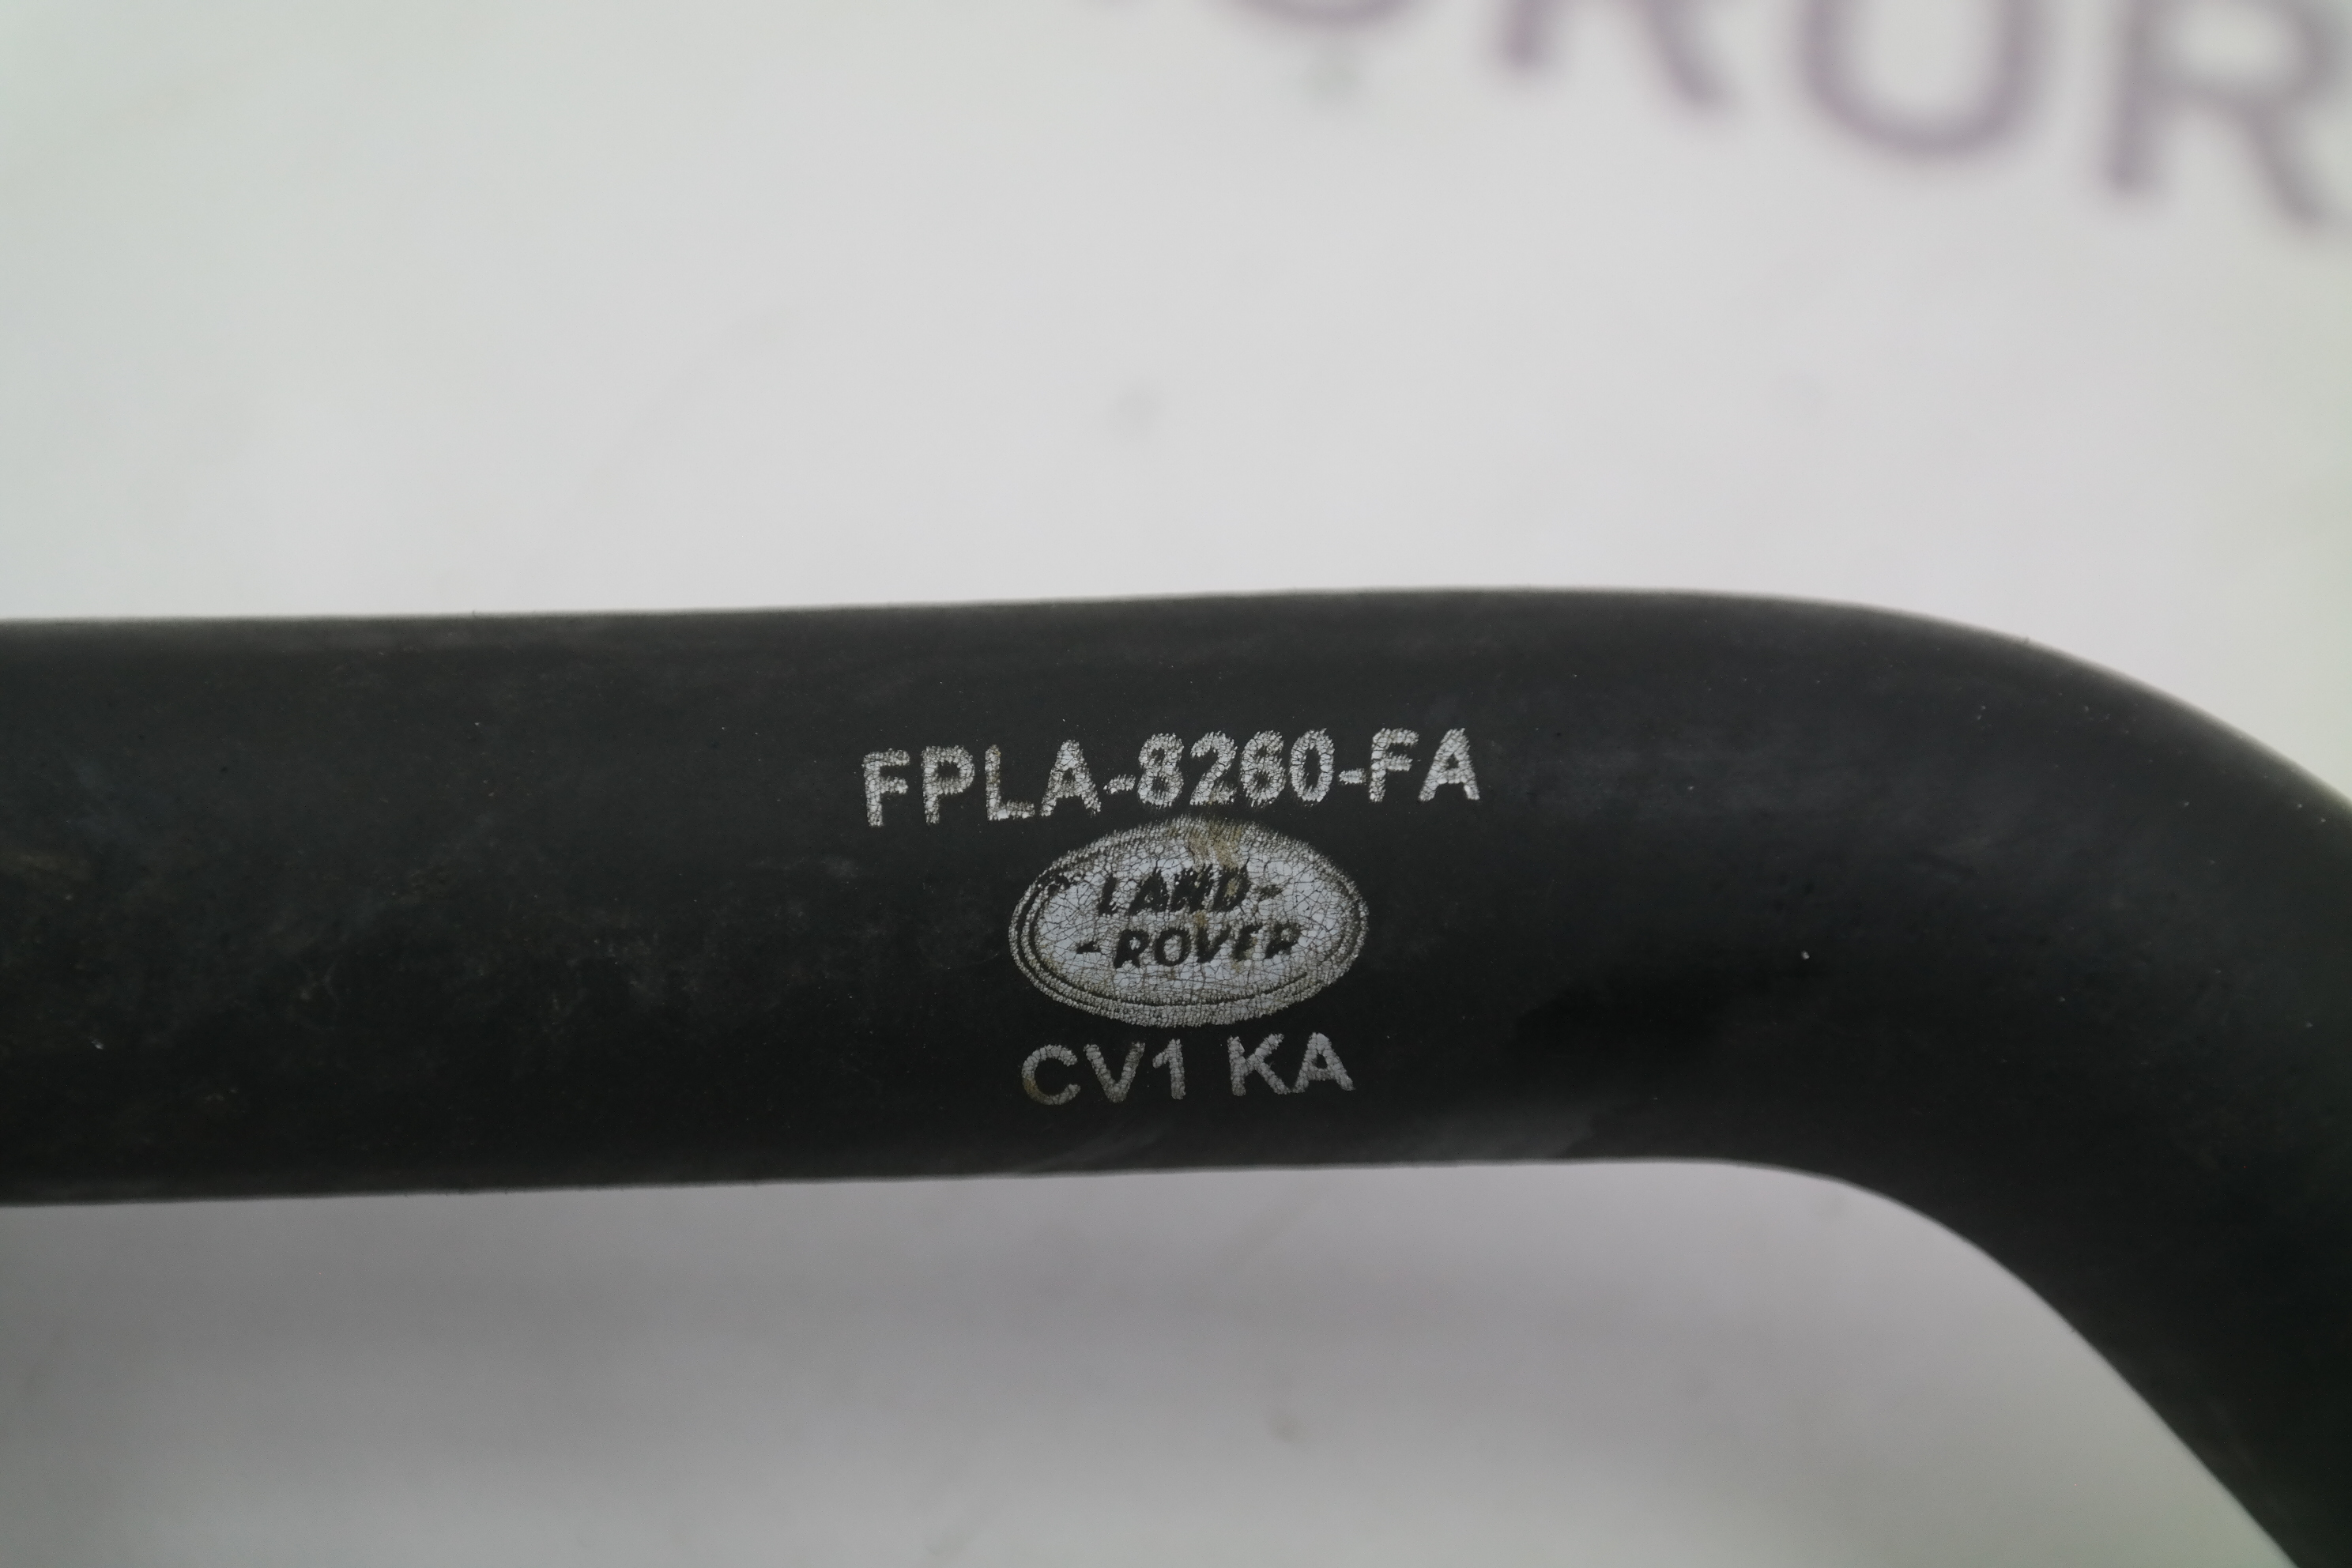 FPLA-8260-FA
LAND-
-ROVER
CV1 KA